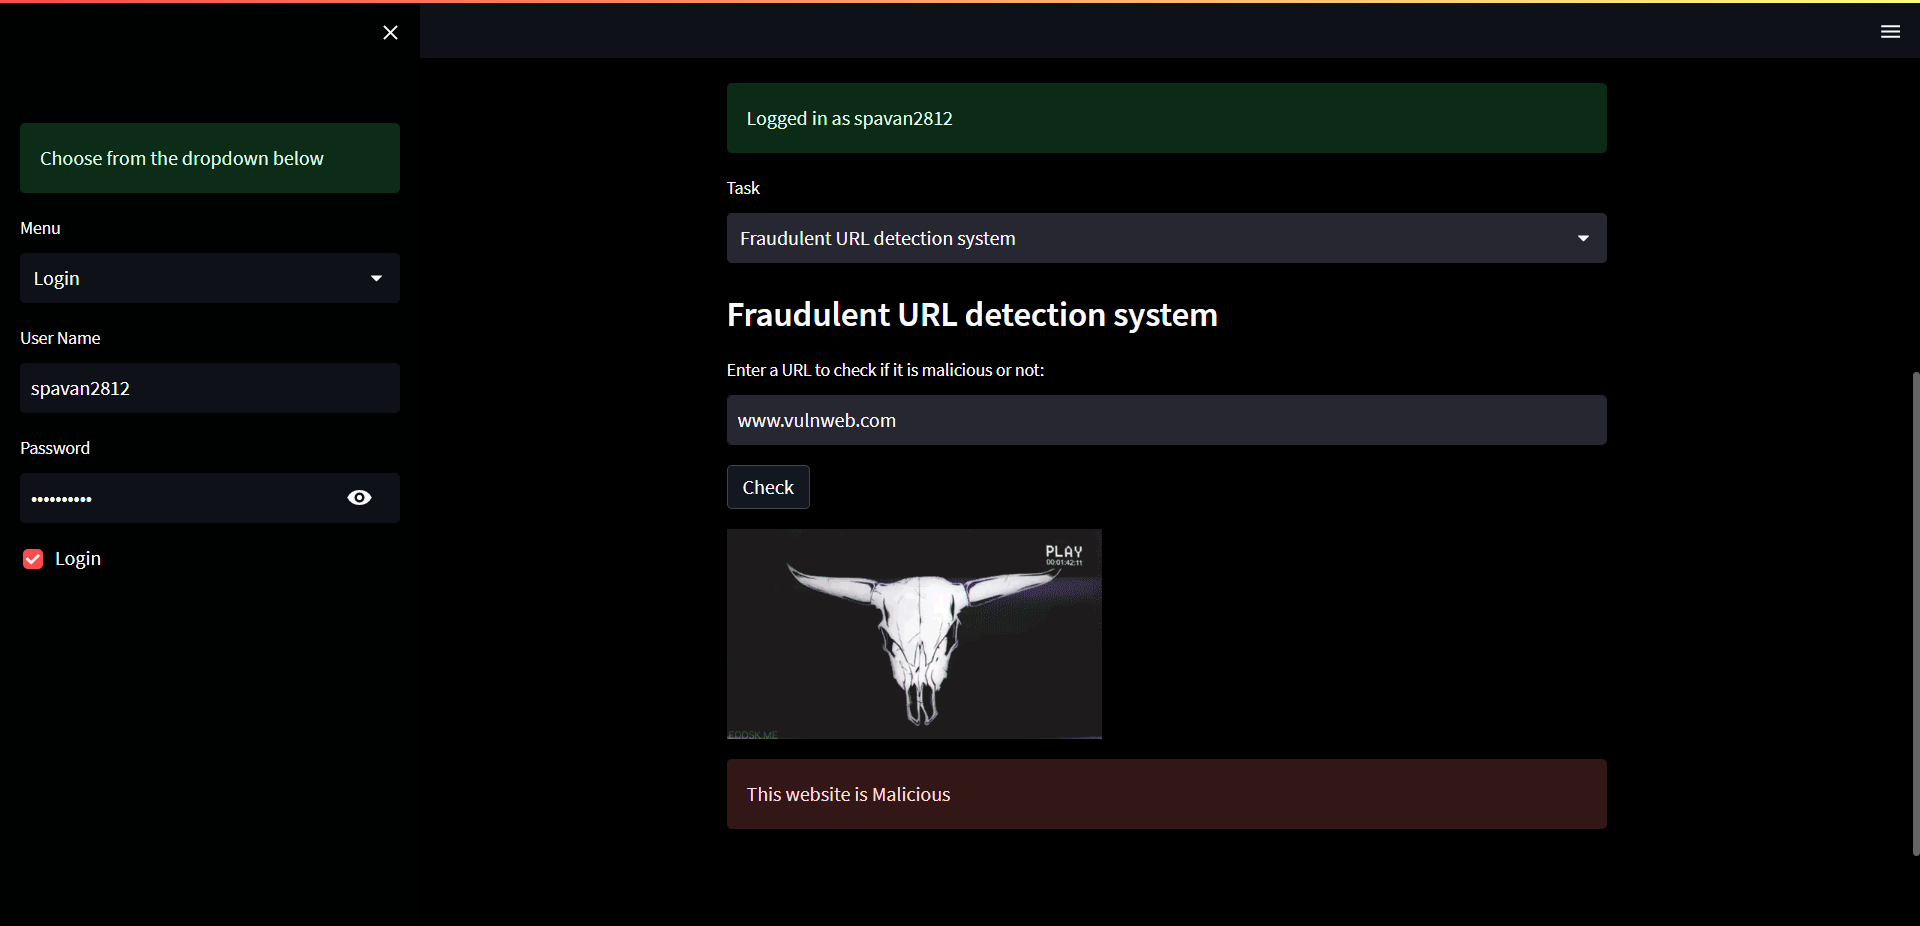 Choose from the dropdown below
Menu
Login
User Name
spavan2812
Password
••••••••••
Login
Logged in as spavan2812
Task
Fraudulent URL detection system
Fraudulent URL detection system
Enter a URL to check if it is malicious or not:
www.vulnweb.com
Check
PLAY
00:01:42:11
EDDSK.ME
This website is Malicious